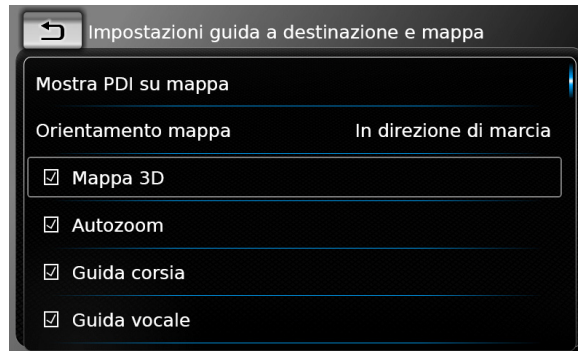 Impostazioni guida a destinazione e mappa
Mostra PDI su mappa
Orientamento mappa In direzione di marcia
Mappa 3D
Autozoom
Guida corsia
Guida vocale